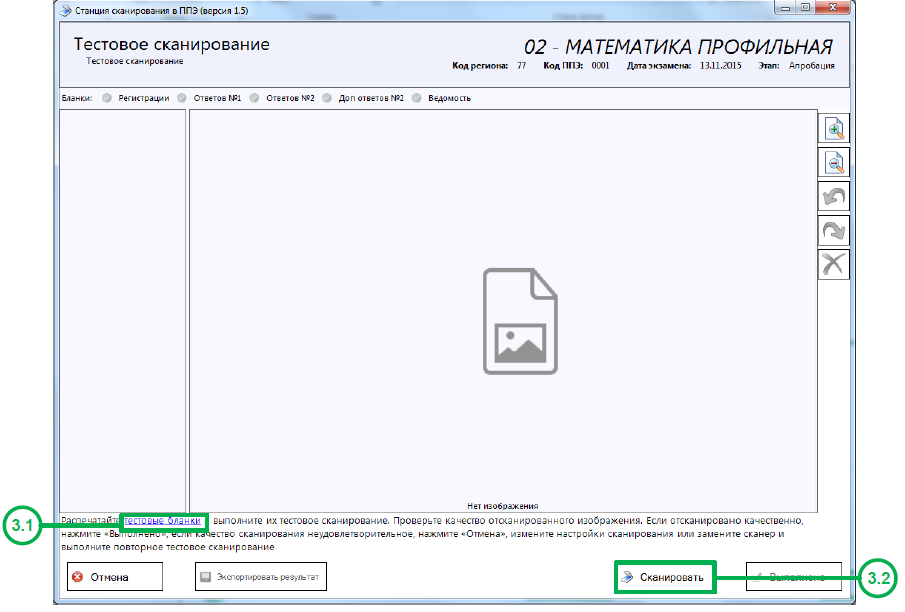 Станция сканирования в ППЭ (версия 1.5)
Тестовое сканирование
02 - МАТЕМАТИКА ПРОФИЛЬНАЯ
Тестовое сканирование
Код региона: 77 Код ППЭ: 0001 Дата экзамена: 13.11.2015 Этап: Апробация
Бланки: Регистрации Ответов №1 Ответов №2 Доп ответов №2 Ведомость
Нет изображения
3.1
Распечатайте тестовые бланки выполните их тестовое сканирование. Проверьте качество отсканированного изображения. Если отсканировано качественно,
нажмите «Выполнено», если качество сканирования неудовлетворительное, нажмите «Отмена», измените настройки сканирования или замените сканер и
выполните повторное тестовое сканирование
Отмена
Экспортировать результат
Сканировать
Выполнено
3.2